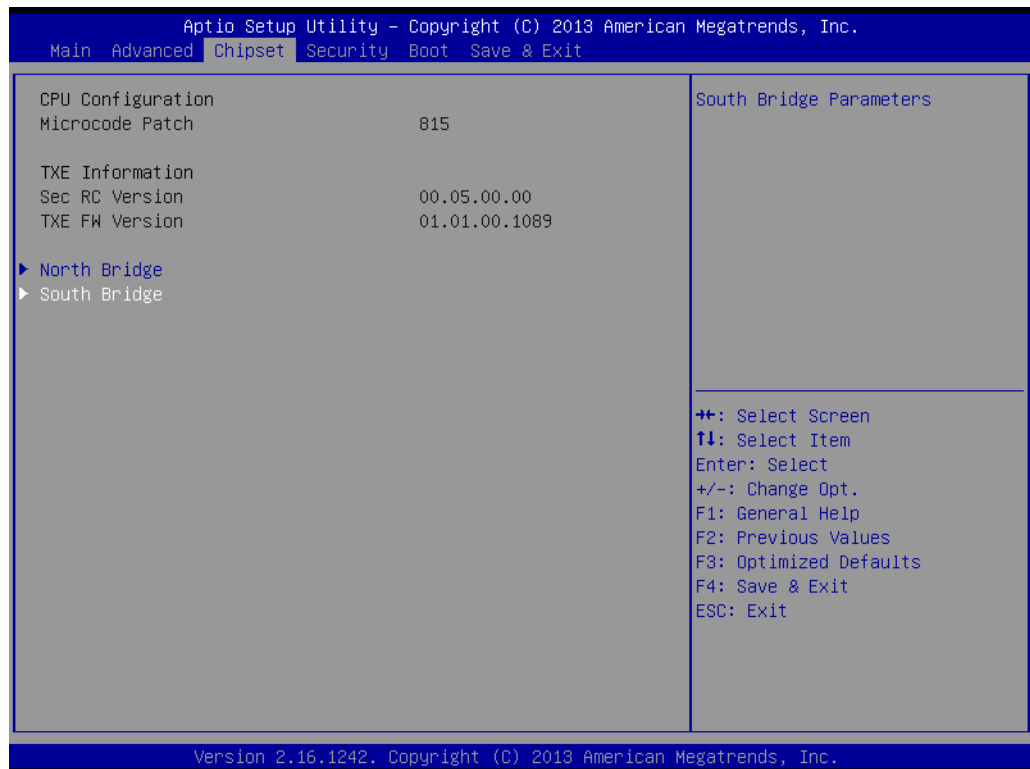 Aptio Setup Utility – Copyright (C) 2013 American Megatrends, Inc.
Main Advanced Chipset Security Boot Save & Exit
CPU Configuration
Microcode Patch 815
TXE Information
Sec RC Version 00.05.00.00
TXE FW Version 01.01.00.1089
North Bridge
South Bridge
South Bridge Parameters
→←: Select Screen
↑↓: Select Item
Enter: Select
+/-: Change Opt.
F1: General Help
F2: Previous Values
F3: Optimized Defaults
F4: Save & Exit
ESC: Exit
Version 2.16.1242. Copyright (C) 2013 American Megatrends, Inc.